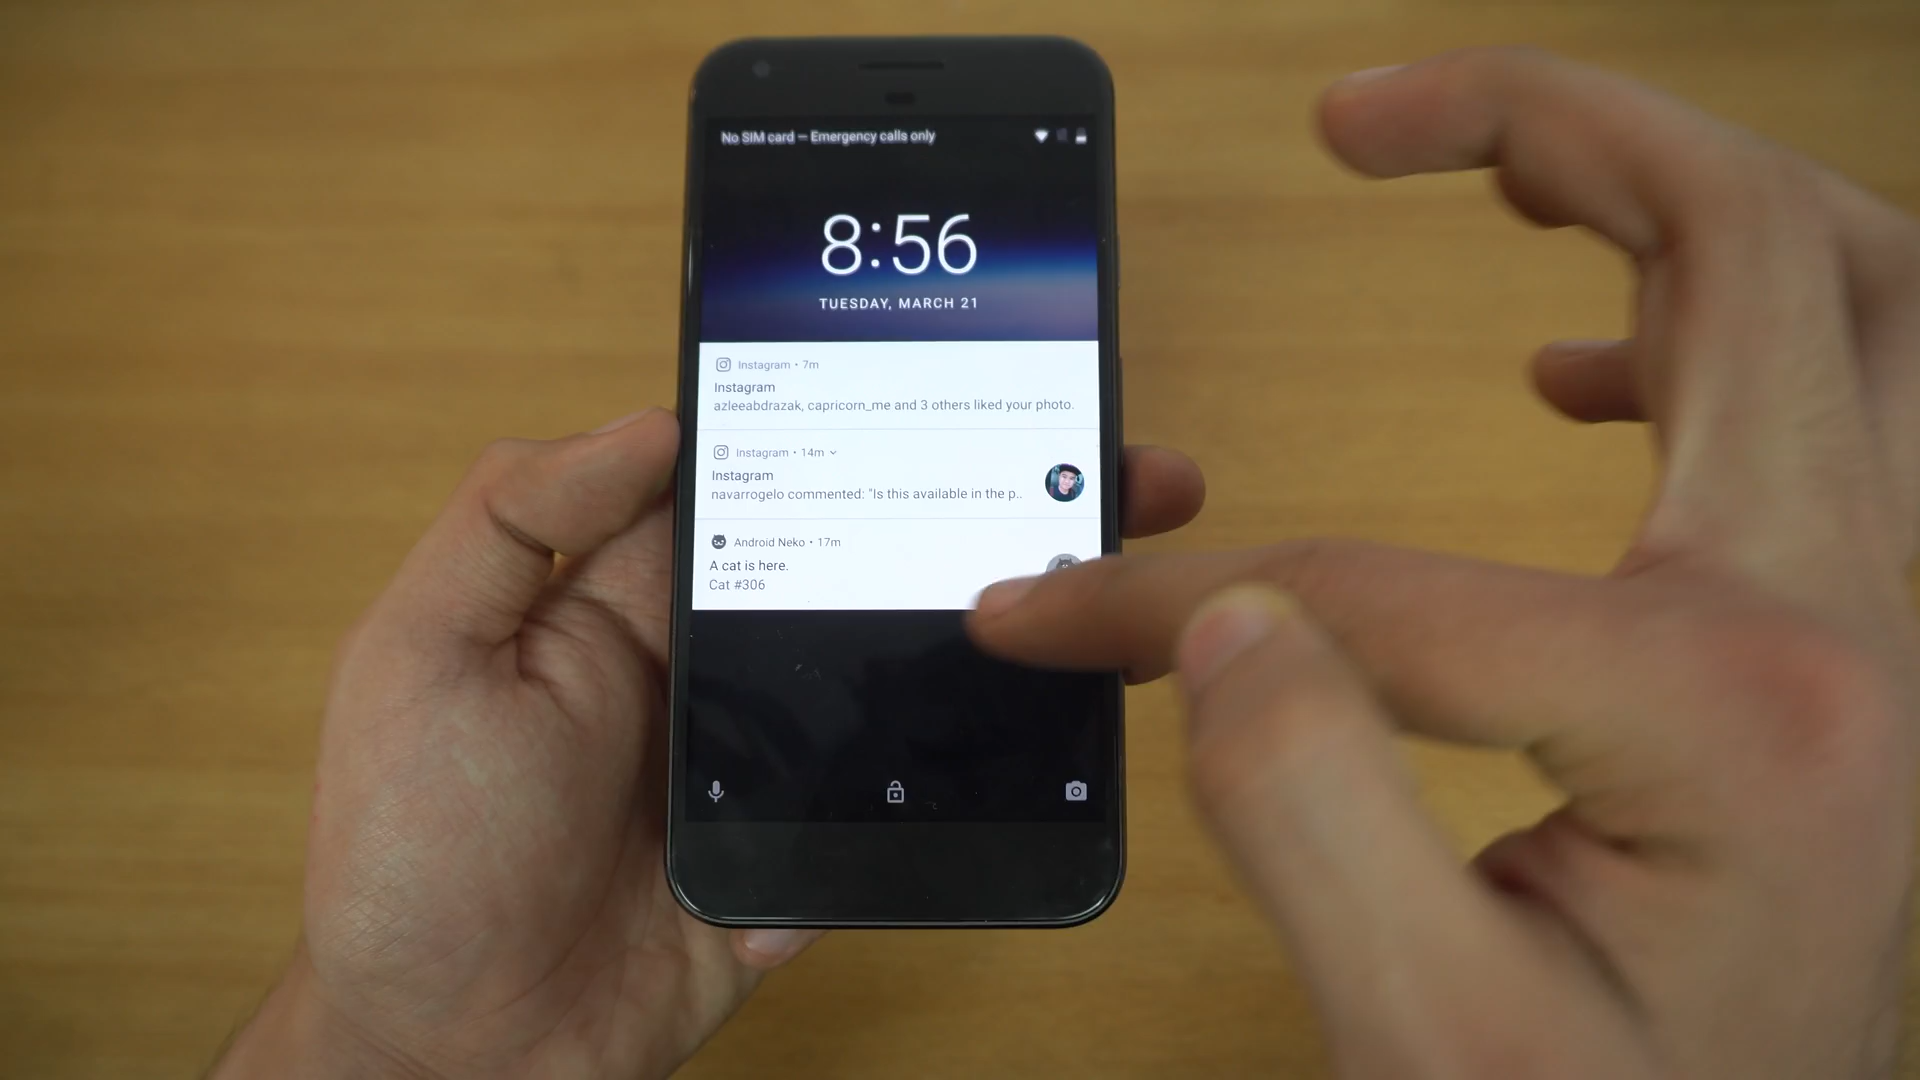 No SIM card — Emergency calls only
8:56
TUESDAY, MARCH 21
Instagram • 7m
Instagram
azleeabdrazak, capricorn_me and 3 others liked your photo.
Instagram • 14m
Instagram
navarrogelo commented: "Is this available in the p..
Android Neko • 17m
A cat is here.
Cat #306